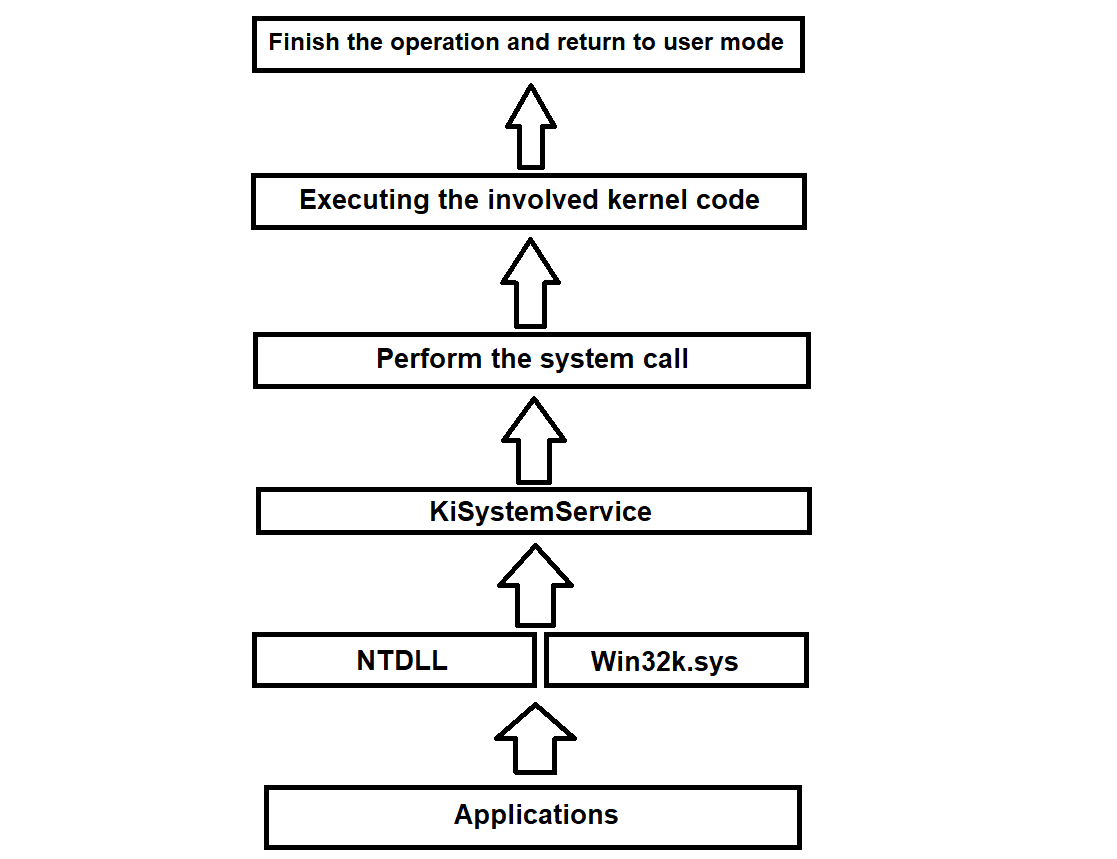 Finish the operation and return to user mode
Executing the involved kernel code
Perform the system call
KiSystemService
NTDLL
Win32k.sys
Applications